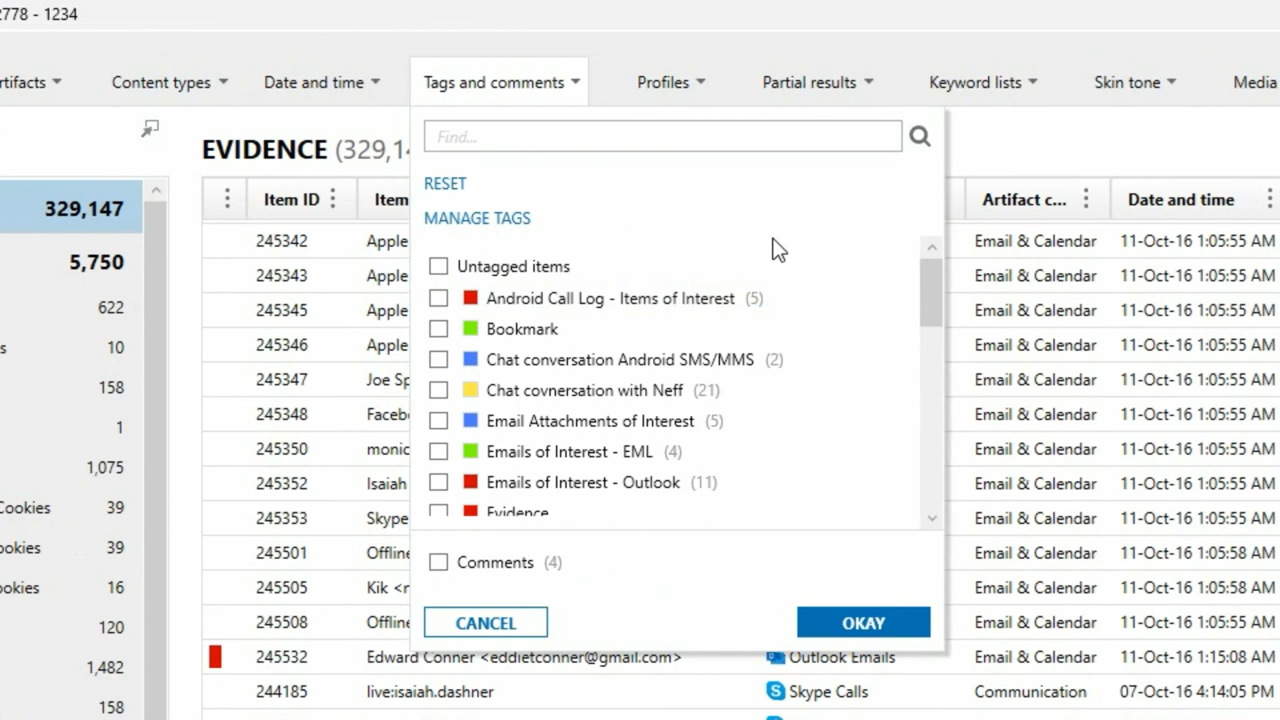 2778 - 1234
rtifacts
Content types
Date and time
Tags and comments
Profiles
Partial results
Keyword lists
Skin tone
Media
EVIDENCE (329,14
Find...
RESET
MANAGE TAGS
Untagged items
Android Call Log - Items of Interest (5)
Bookmark
Chat conversation Android SMS/MMS (2)
Chat covnersation with Neff (21)
Email Attachments of Interest (5)
Emails of Interest - EML (4)
Emails of Interest - Outlook (11)
Evidence
Comments (4)
CANCEL
OKAY
329,147
5,750
622
s 10
158
1
1,075
Cookies 39
ookies 39
ookies 16
120
1,482
158
Item ID Item Artifact c... Date and time
245342 Apple Email & Calendar 11-Oct-16 1:05:55 AM
245343 Apple Email & Calendar 11-Oct-16 1:05:55 AM
245345 Apple Email & Calendar 11-Oct-16 1:05:55 AM
245346 Apple Email & Calendar 11-Oct-16 1:05:55 AM
245347 Joe Sp Email & Calendar 11-Oct-16 1:05:55 AM
245348 Faceb Email & Calendar 11-Oct-16 1:05:55 AM
245350 monic Email & Calendar 11-Oct-16 1:05:55 AM
245352 Isaiah Email & Calendar 11-Oct-16 1:05:55 AM
245353 Skype Email & Calendar 11-Oct-16 1:05:55 AM
245501 Offline Email & Calendar 11-Oct-16 1:05:58 AM
245505 Kik <r Email & Calendar 11-Oct-16 1:05:58 AM
245508 Offline Email & Calendar 11-Oct-16 1:05:58 AM
245532 Edward Conner <eddietconner@gmail.com> Outlook Emails Email & Calendar 11-Oct-16 1:15:08 AM
244185 live:isaiah.dashner Skype Calls Communication 07-Oct-16 4:14:05 PM